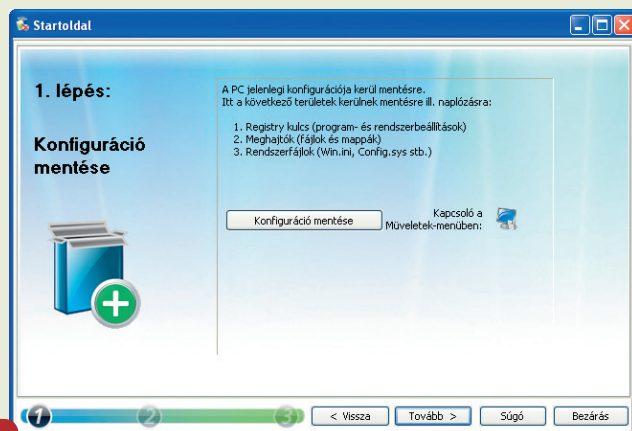 Startoldal
1. lépés:
Konfiguráció
mentése
A PC jelenlegi konfigurációja kerül mentésre.
Itt a következő területek kerülnek mentésre ill. naplózásra:
1. Registry kulcs (program- és rendszerbeállítások)
2. Meghajtók (fájlok és mappák)
3. Rendszerfájlok (Win.ini, Config.sys stb.)
Konfiguráció mentése
Kapcsoló a
Müveletek-menüben:
1
2
3
< Vissza
Tovább >
Súgó
Bezárás